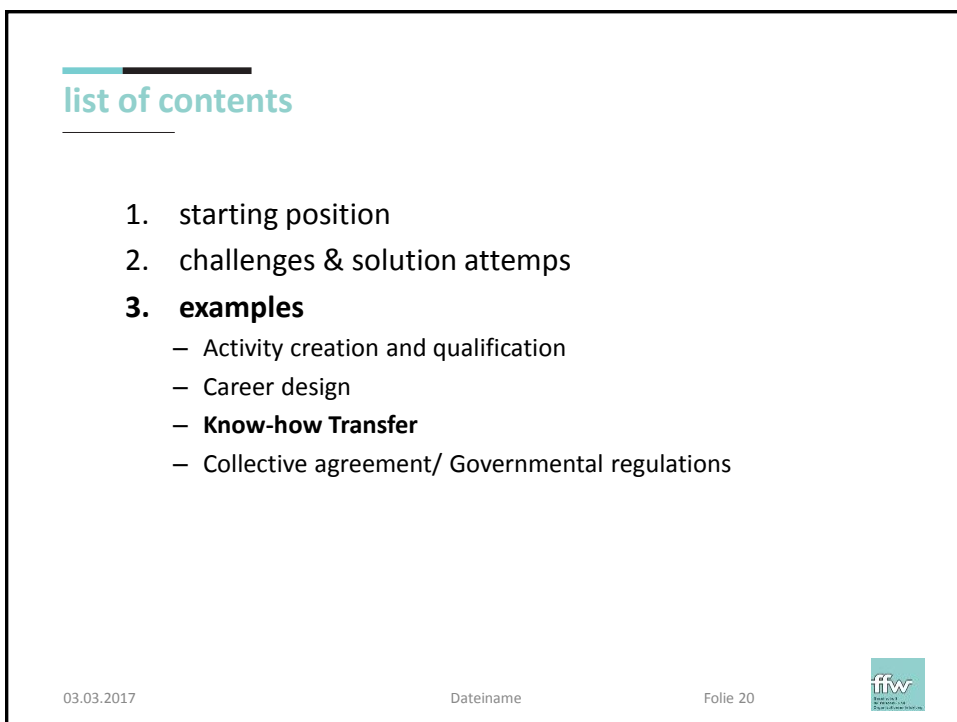 list of contents
1. starting position
2. challenges & solution attemps
3. examples
– Activity creation and qualification
– Career design
– Know-how Transfer
– Collective agreement/ Governmental regulations
03.03.2017 Dateiname Folie 20
ffw